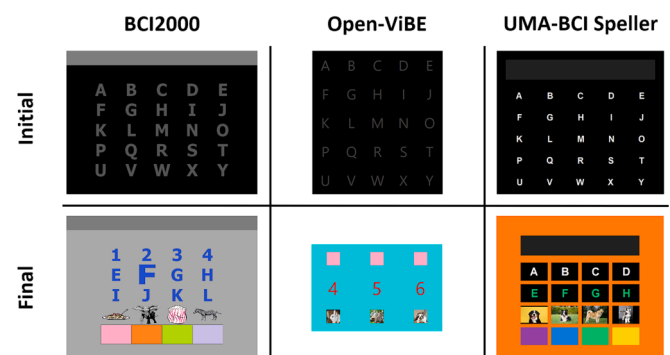 BCI2000 Open-ViBE UMA-BCI Speller
Initial
A B C D E
F G H I J
K L M N O
P Q R S T
U V W X Y
A B C D E
F G H I J
K L M N O
P Q R S T
U V W X Y
A B C D E
F G H I J
K L M N O
P Q R S T
U V W X Y
Final
1 2 3 4
E F G H
I J K L
4 5 6
A B C D
E F G H